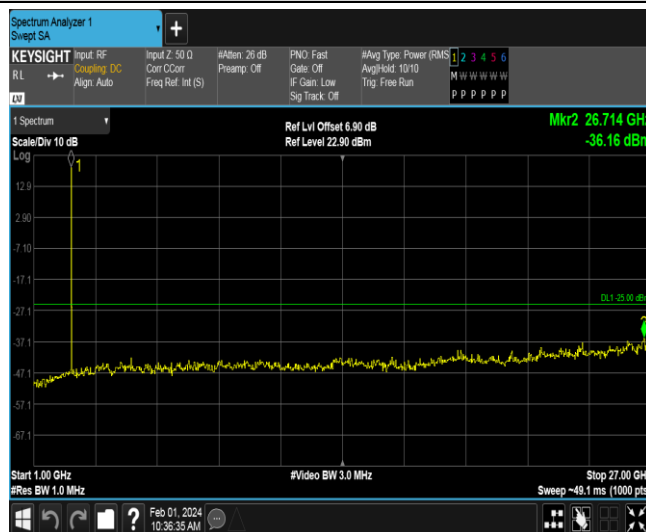 Spectrum Analyzer 1
Swept SA
+
KEYSIGHT Input: RF Input Z: 50 Ω #Atten: 26 dB PNO: Fast #Avg Type: Power (RMS 1 2 3 4 5 6
RL Coupling: DC Corr CCorr Preamp: Off Gate: Off Avg|Hold: 10/10 M W W W W W
Align: Auto Freq Ref: Int (S) IF Gain: Low Trig: Free Run
LXI Sig Track: Off P P P P P P
1 Spectrum Ref Lvl Offset 6.90 dB Mkr2 26.714 GHz
Scale/Div 10 dB Ref Level 22.90 dBm -36.16 dBm
Log
1
12.9
2.90
-7.10
-17.1
DL1 -25.00 dBm
-27.1
-37.1
-47.1
-57.1
-67.1
Start 1.00 GHz #Video BW 3.0 MHz Stop 27.00 GHz
#Res BW 1.0 MHz Sweep ~49.1 ms (1000 pts
? Feb 01, 2024
10:36:35 AM